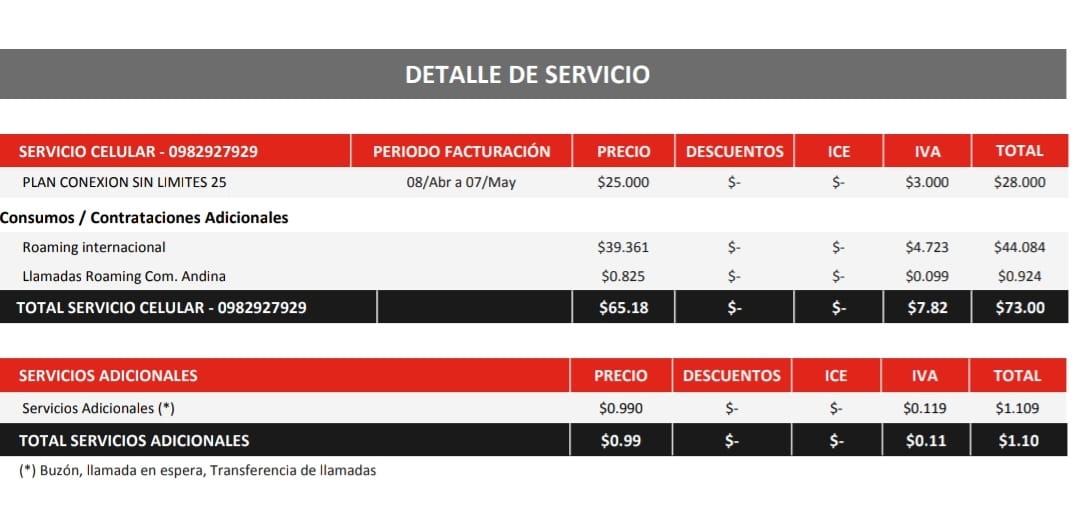 DETALLE DE SERVICIO
SERVICIO CELULAR - 0982927929 PERIODO FACTURACIÓN PRECIO DESCUENTOS ICE IVA TOTAL
PLAN CONEXION SIN LIMITES 25 08/Abr a 07/May $25.000 $- $- $3.000 $28.000
Consumos / Contrataciones Adicionales
Roaming internacional $39.361 $- $- $4.723 $44.084
Llamadas Roaming Com. Andina $0.825 $- $- $0.099 $0.924
TOTAL SERVICIO CELULAR - 0982927929 $65.18 $- $- $7.82 $73.00
SERVICIOS ADICIONALES PRECIO DESCUENTOS ICE IVA TOTAL
Servicios Adicionales (*) $0.990 $- $- $0.119 $1.109
TOTAL SERVICIOS ADICIONALES $0.99 $- $- $0.11 $1.10
(*) Buzón, llamada en espera, Transferencia de llamadas